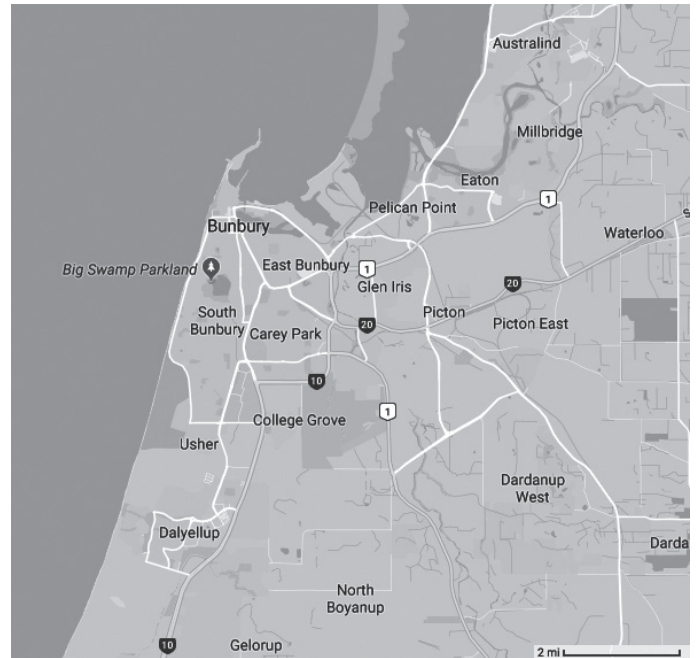 Australind
Millbridge
Eaton
1
Pelican Point
Bunbury
Waterloo
Big Swamp Parkland
East Bunbury
1
Glen Iris
20
South
Bunbury
Carey Park
20
Picton
Picton East
10
1
College Grove
Usher
Dardanup
West
Dalyellup
Darda
North
Boyanup
10
Gelorup
2 mi